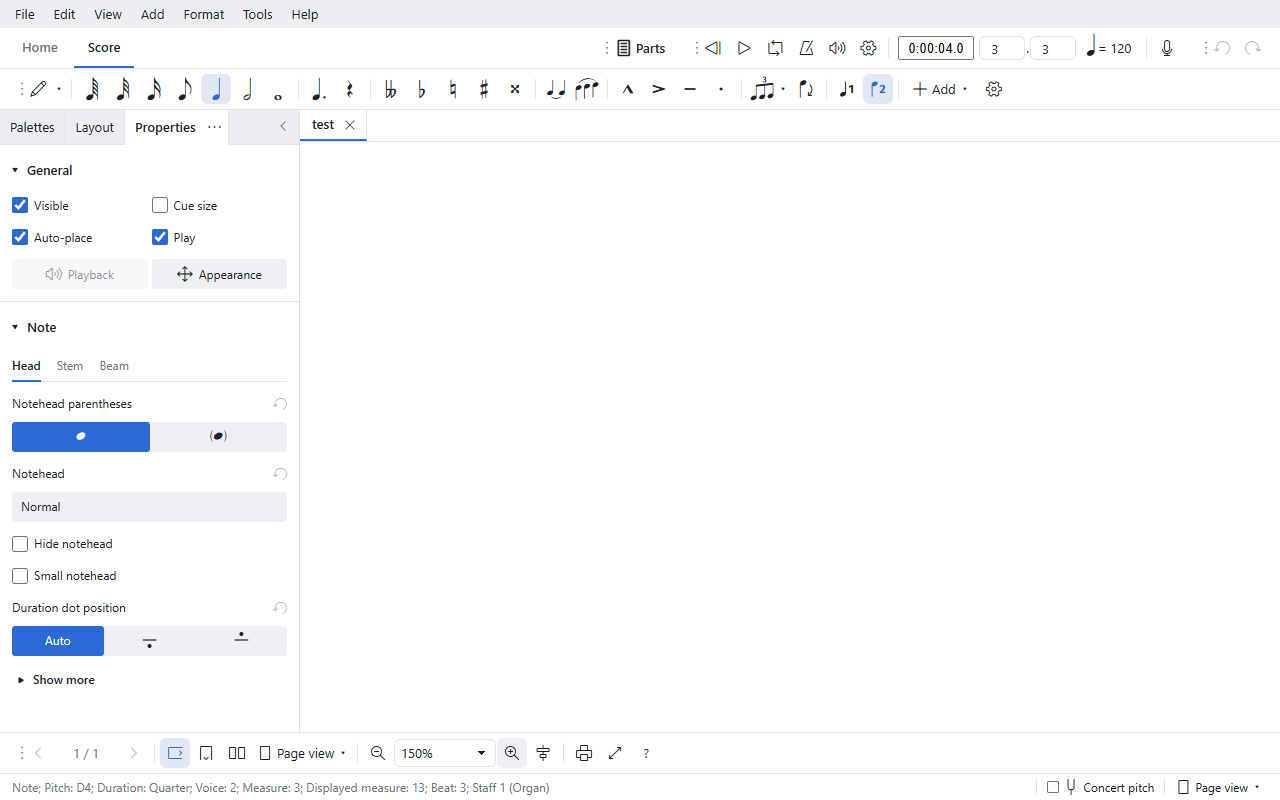 File Edit View Add Format Tools Help
Home Score Parts 0:00:04.0 3 . 3 = 120
3 1 2 Add
Palettes Layout Properties ... test
General
Visible Cue size
Auto-place Play
Playback Appearance
Note
Head Stem Beam
Notehead parentheses
Notehead
Normal
Hide notehead
Small notehead
Duration dot position
Auto
Show more
1 / 1 Page view 150% ?
Note; Pitch: D4; Duration: Quarter; Voice: 2; Measure: 3; Displayed measure: 13; Beat: 3; Staff 1 (Organ) Concert pitch Page view